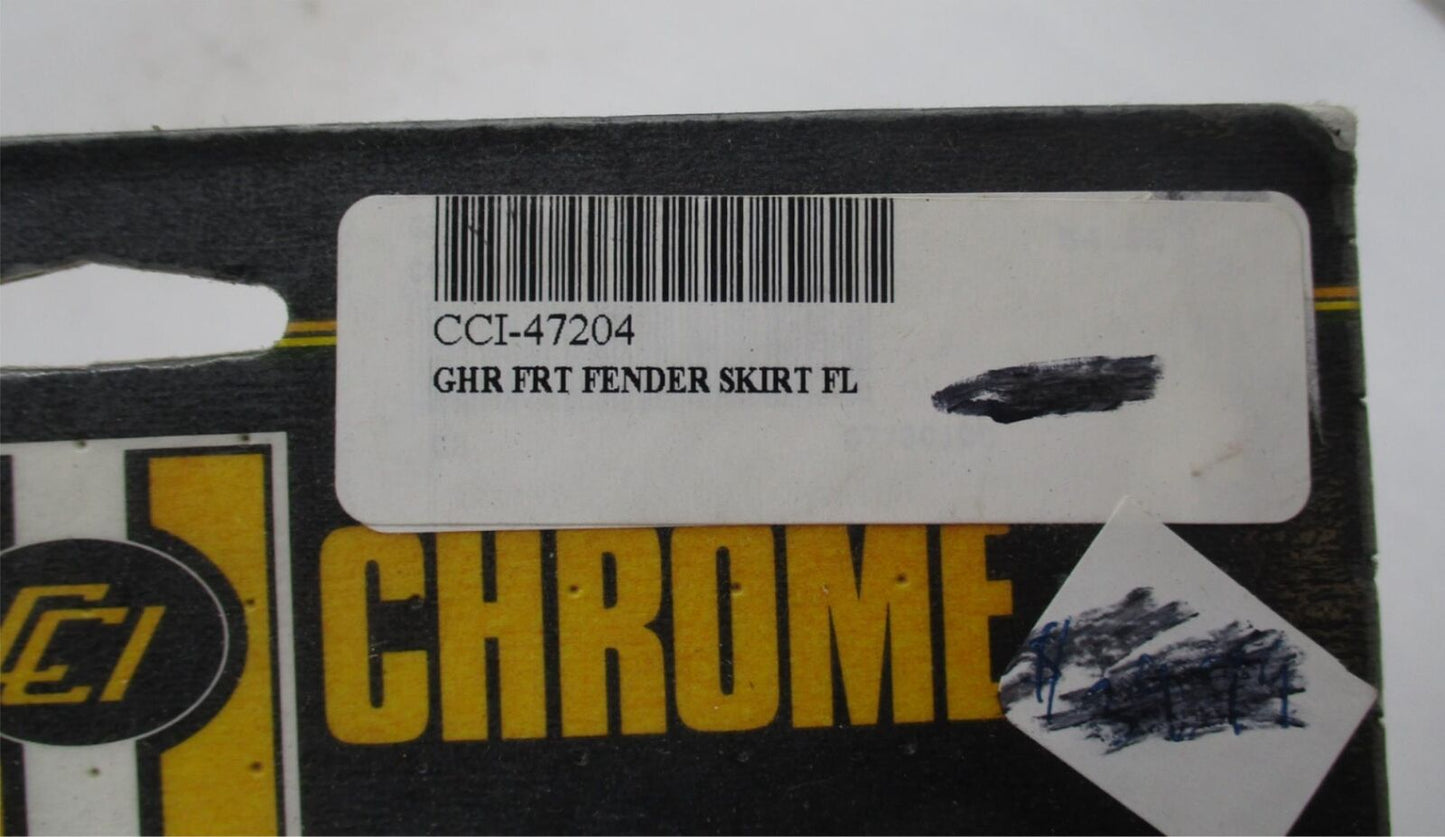 CCI-47204
GHR FRT FENDER SKIRT FL
CHROME
CCI